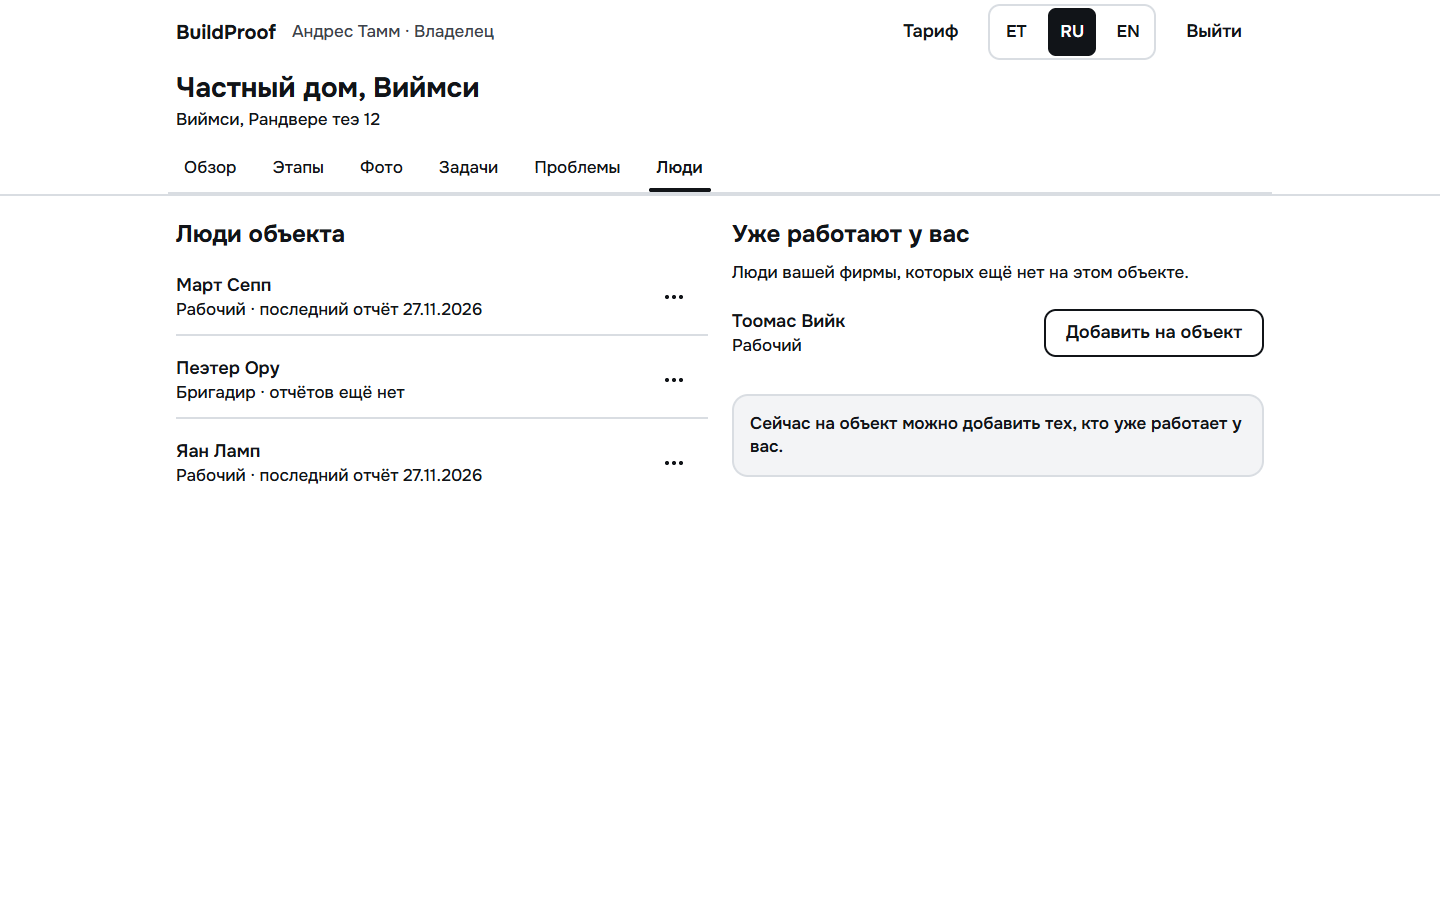 BuildProof Андрес Тамм · Владелец
Тариф ET RU EN Выйти
Частный дом, Виймси
Виймси, Рандвере теэ 12
Обзор Этапы Фото Задачи Проблемы Люди
Люди объекта
Март Сепп
Рабочий · последний отчёт 27.11.2026
Пеэтер Ору
Бригадир · отчётов ещё нет
Яан Ламп
Рабочий · последний отчёт 27.11.2026
Уже работают у вас
Люди вашей фирмы, которых ещё нет на этом объекте.
Тоомас Вийк
Рабочий
Добавить на объект
Сейчас на объект можно добавить тех, кто уже работает у
вас.